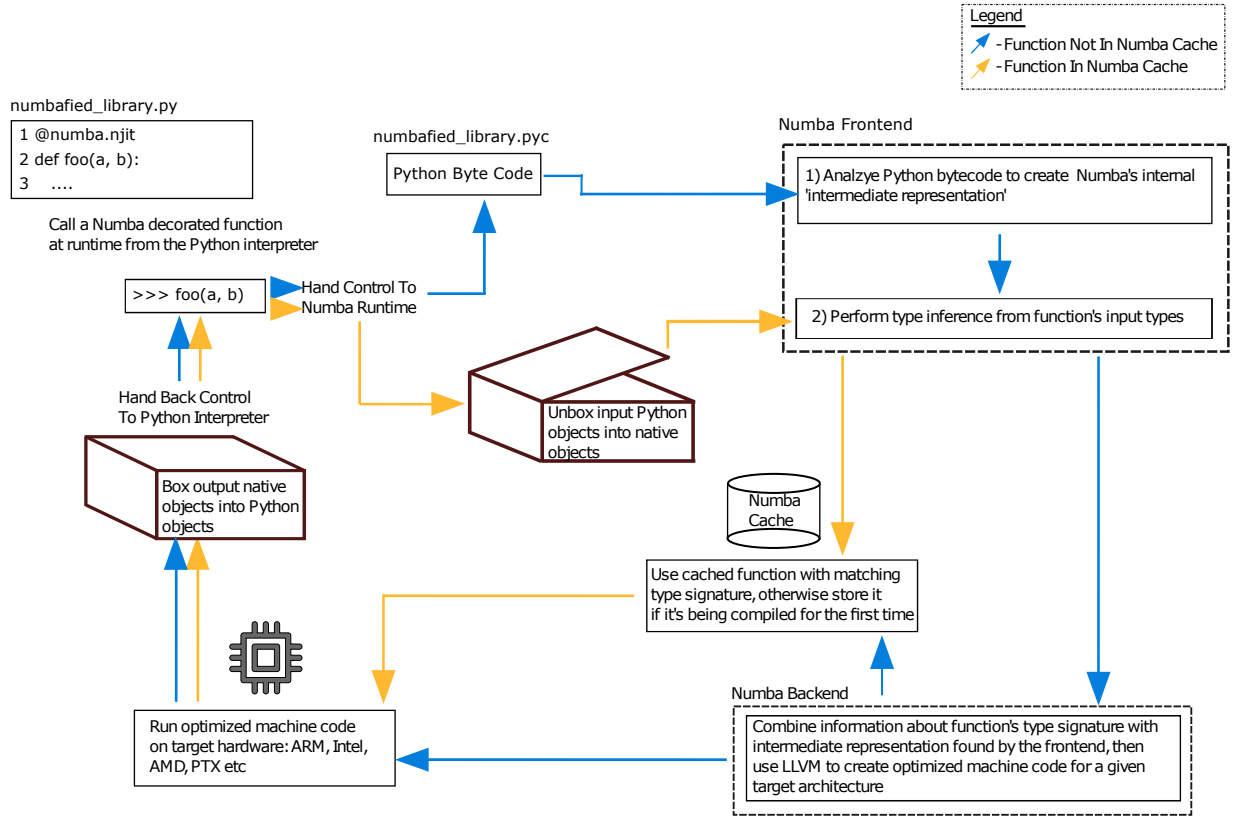 Legend
- Function Not In Numba Cache
- Function In Numba Cache
numbafied_library.py
1 @numba.njit
2 def foo(a, b):
3 ....
numbafied_library.pyc
Python Byte Code
Numba Frontend
1) Analzye Python bytecode to create Numba's internal
'intermediate representation'
Call a Numba decorated function
at runtime from the Python interpreter
>>> foo(a, b)
Hand Control To
Numba Runtime
2) Perform type inference from function's input types
Hand Back Control
To Python Interpreter
Unbox input Python
objects into native
objects
Box output native
objects into Python
objects
Numba
Cache
Use cached function with matching
type signature, otherwise store it
if it's being compiled for the first time
Numba Backend
Run optimized machine code
on target hardware: ARM, Intel,
AMD, PTX etc
Combine information about function's type signature with
intermediate representation found by the frontend, then
use LLVM to create optimized machine code for a given
target architecture